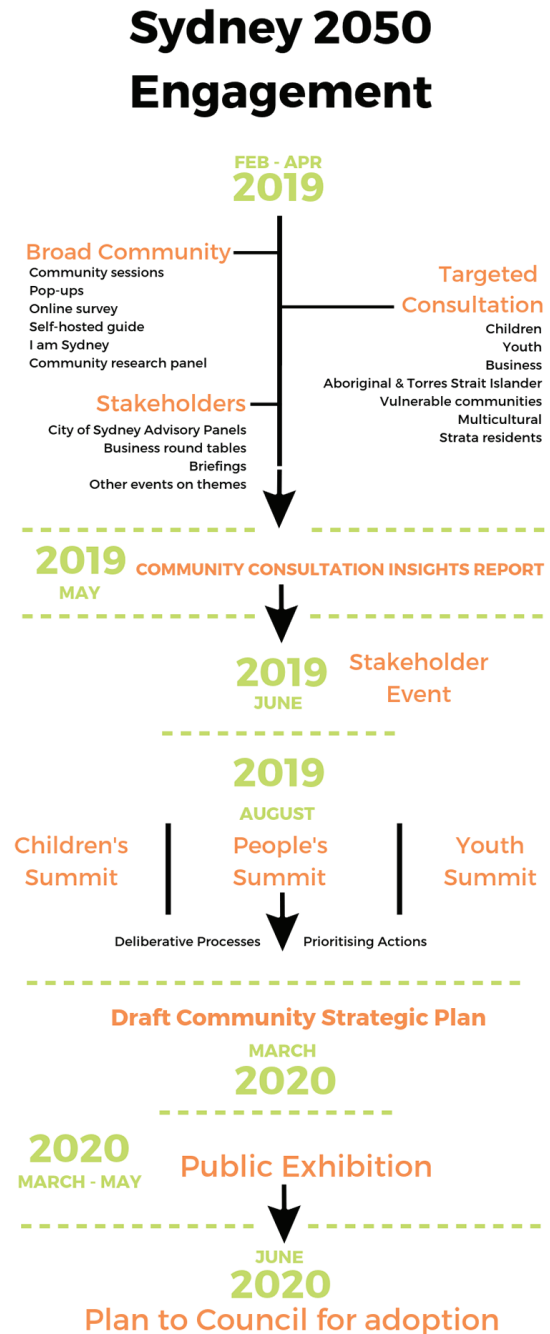 Sydney 2050
Engagement
FEB - APR
2019
Broad Community
Community sessions
Pop-ups
Online survey
Self-hosted guide
I am Sydney
Community research panel
Targeted
Consultation
Children
Youth
Business
Aboriginal & Torres Strait Islander
Vulnerable communities
Multicultural
Strata residents
Stakeholders
City of Sydney Advisory Panels
Business round tables
Briefings
Other events on themes
2019
MAY
COMMUNITY CONSULTATION INSIGHTS REPORT
2019
JUNE
Stakeholder
Event
2019
AUGUST
Children's
Summit
People's
Summit
Youth
Summit
Deliberative Processes
Prioritising Actions
Draft Community Strategic Plan
MARCH
2020
2020
MARCH - MAY
Public Exhibition
JUNE
2020
Plan to Council for adoption